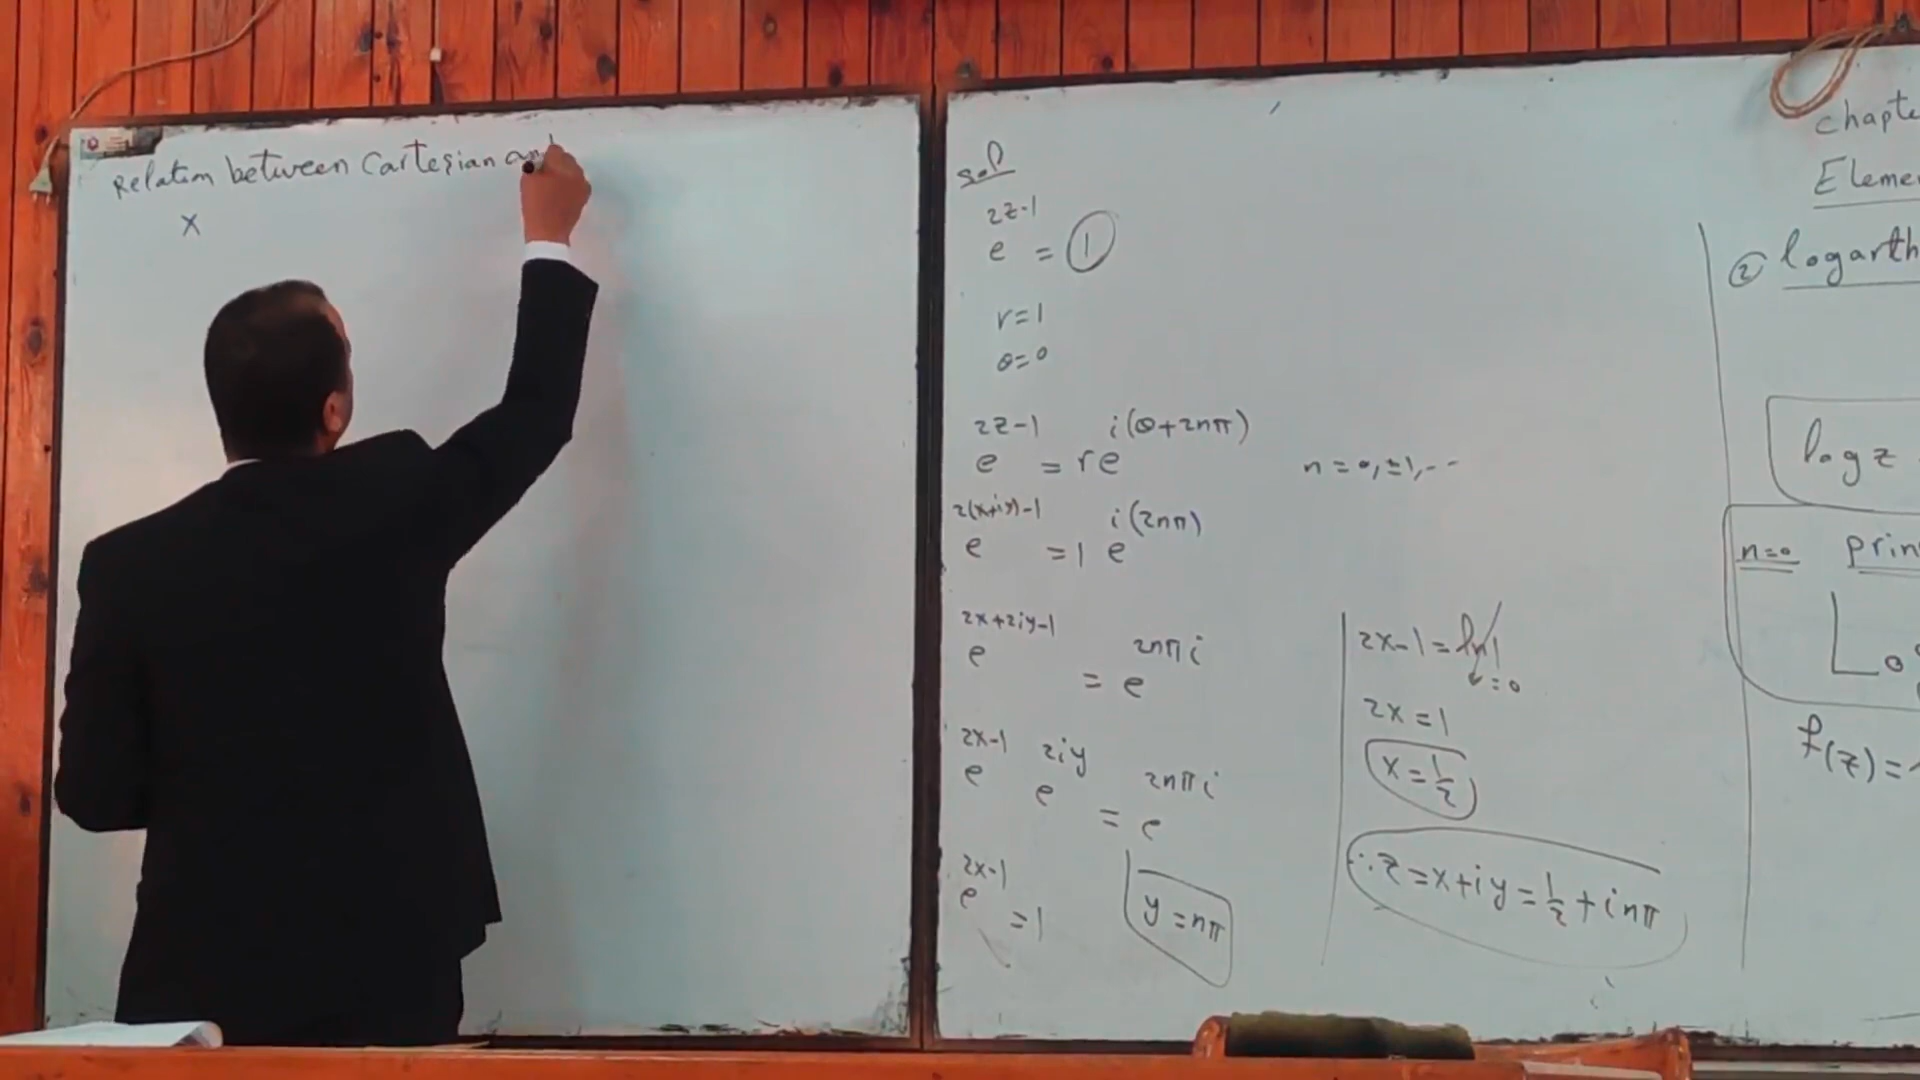 Relation between Cartesian and
X
sol
e^{2z-1} = 1
r=1
θ=0
e^{2z-1} = re^{i(θ+2nπ)} n=0,±1,--
e^{2(x+iy)-1} = 1 e^{i(2nπ)}
e^{2x+2iy-1} = e^{2nπi}
e^{2x-1} e^{2iy} = e^{2nπi}
e^{2x-1} = 1
y=nπ
2x-1=ln1
=0
2x=1
x=1/2
∴z=x+iy=1/2+inπ
chapte
Eleme
② logarth
log z
n=0 prin
Lo
f(z)=